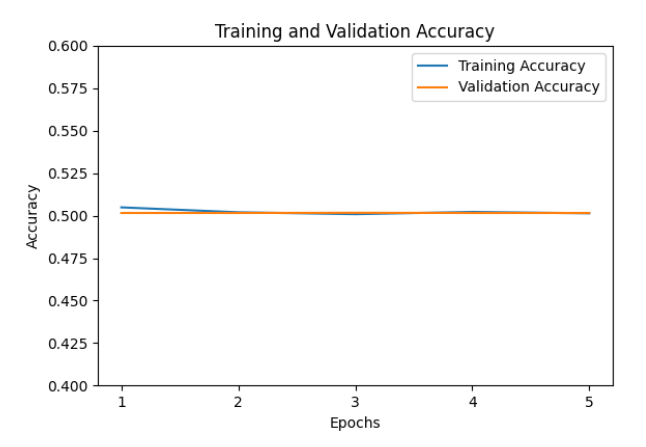 Training and Validation Accuracy
Training Accuracy
Validation Accuracy
0.600
0.575
0.550
0.525
0.500
0.475
0.450
0.425
0.400
Accuracy
1 2 3 4 5
Epochs